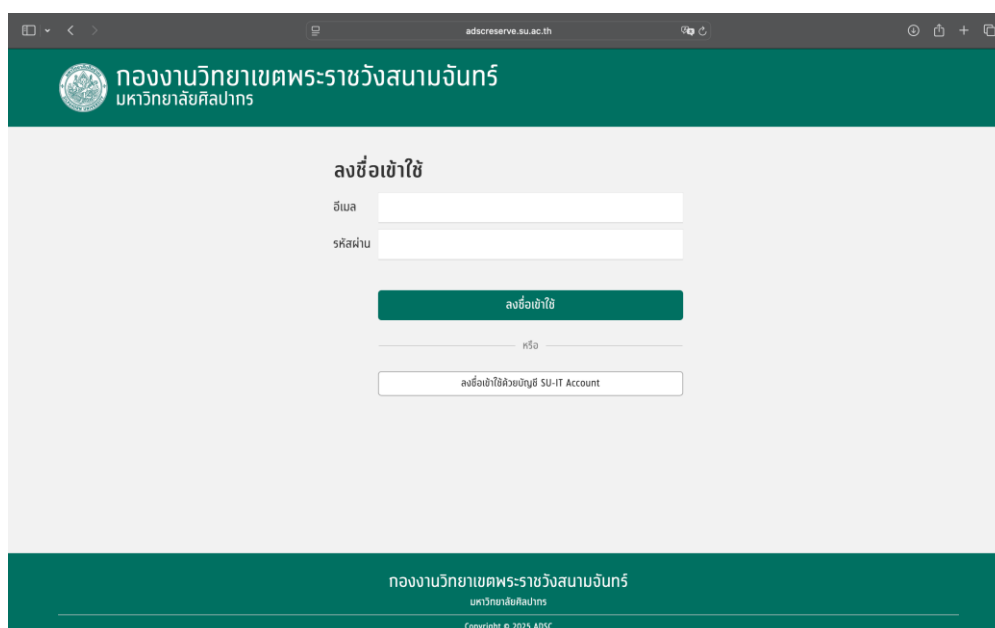 adscreserve.su.ac.th
กองงานวิทยาเขตพระราชวังสนามจันทร์
มหาวิทยาลัยศิลปากร
ลงชื่อเข้าใช้
อีเมล
รหัสผ่าน
ลงชื่อเข้าใช้
หรือ
ลงชื่อเข้าใช้ด้วยบัญชี SU-IT Account
กองงานวิทยาเขตพระราชวังสนามจันทร์
มหาวิทยาลัยศิลปากร
Copyright © 2025 ADSC